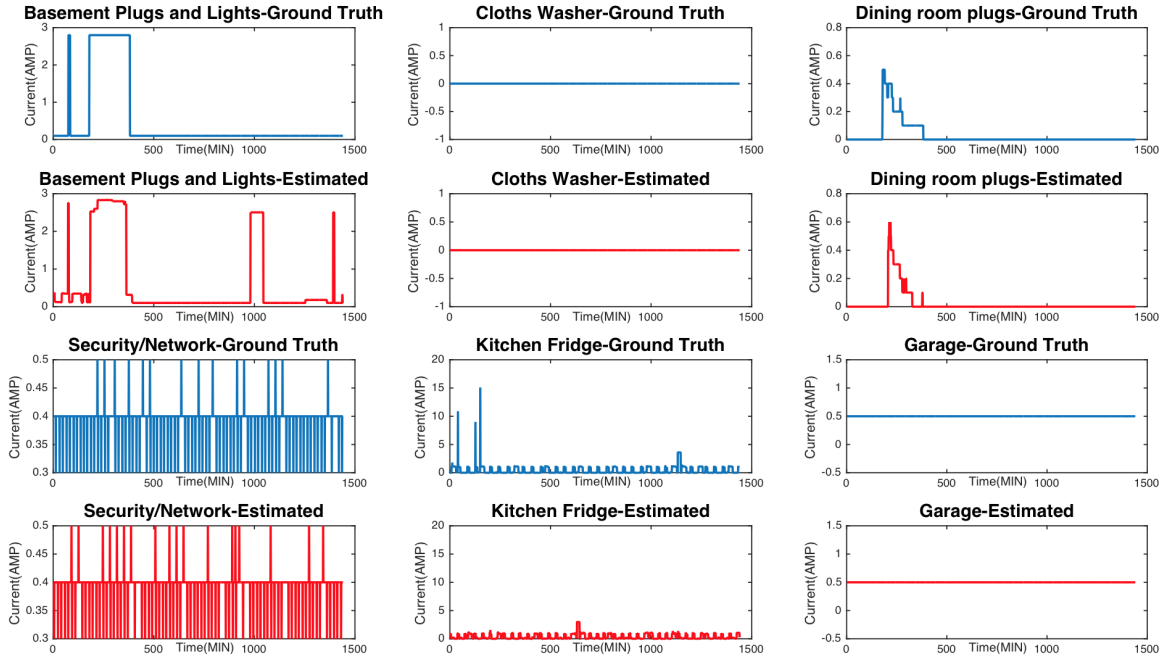 Basement Plugs and Lights-Ground Truth
Current(AMP)
3
2
1
0
0 500 1000 1500
Time(MIN)
Cloths Washer-Ground Truth
Current(AMP)
1
0.5
0
-0.5
-1
0 500 1000 1500
Time(MIN)
Dining room plugs-Ground Truth
Current(AMP)
0.8
0.6
0.4
0.2
0
0 500 1000 1500
Time(MIN)
Basement Plugs and Lights-Estimated
Current(AMP)
3
2
1
0
0 500 1000 1500
Time(MIN)
Cloths Washer-Estimated
Current(AMP)
1
0.5
0
-0.5
-1
0 500 1000 1500
Time(MIN)
Dining room plugs-Estimated
Current(AMP)
0.8
0.6
0.4
0.2
0
0 500 1000 1500
Time(MIN)
Security/Network-Ground Truth
Current(AMP)
0.5
0.45
0.4
0.35
0.3
0 500 1000 1500
Time(MIN)
Kitchen Fridge-Ground Truth
Current(AMP)
20
15
10
5
0
0 500 1000 1500
Time(MIN)
Garage-Ground Truth
Current(AMP)
1.5
1
0.5
0
-0.5
0 500 1000 1500
Time(MIN)
Security/Network-Estimated
Current(AMP)
0.5
0.45
0.4
0.35
0.3
0 500 1000 1500
Time(MIN)
Kitchen Fridge-Estimated
Current(AMP)
20
15
10
5
0
0 500 1000 1500
Time(MIN)
Garage-Estimated
Current(AMP)
1.5
1
0.5
0
-0.5
0 500 1000 1500
Time(MIN)